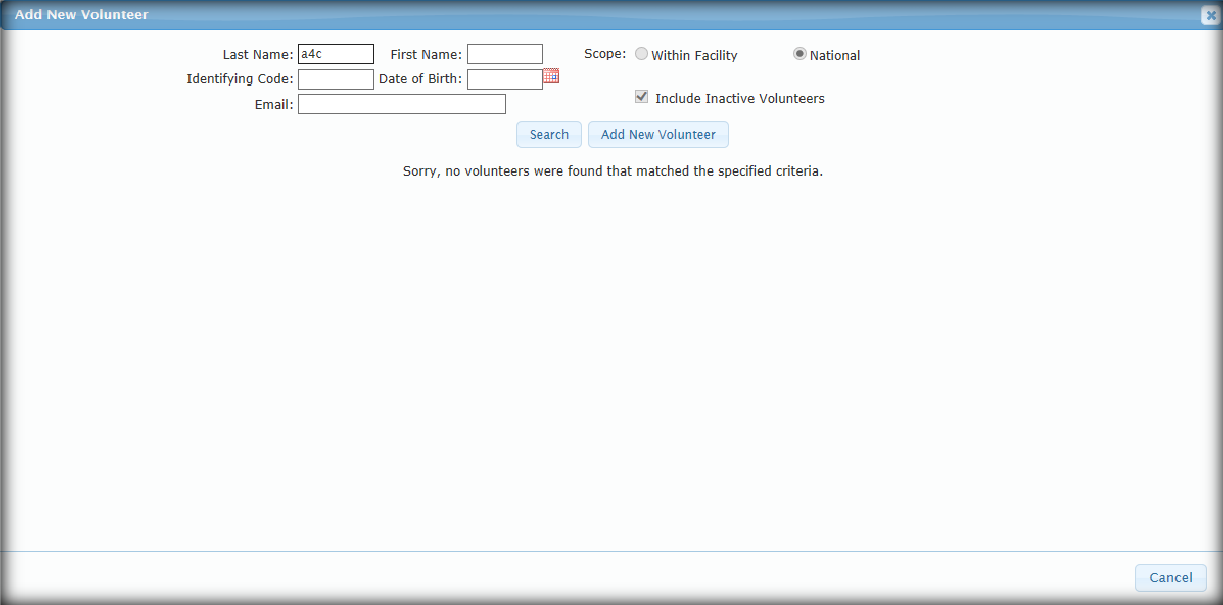 Add New Volunteer
Last Name: a4c First Name: Scope: Within Facility National
Identifying Code: Date of Birth:
Include Inactive Volunteers
Email:
Search Add New Volunteer
Sorry, no volunteers were found that matched the specified criteria.
Cancel